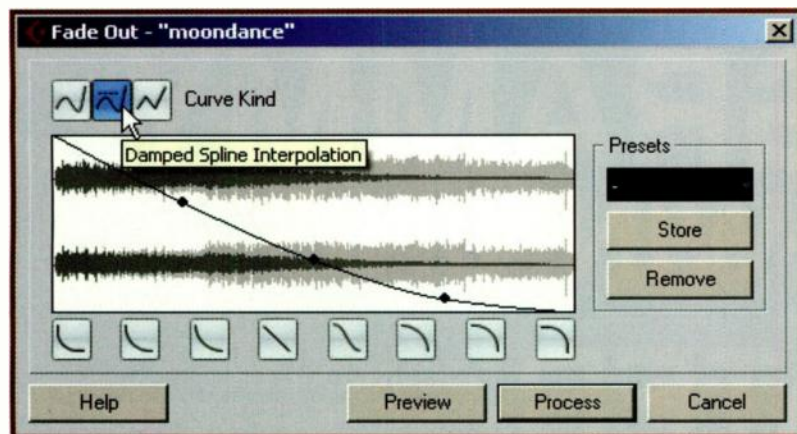 Fade Out - "moondance"
Curve Kind
Damped Spline Interpolation
Presets
-
Store
Remove
Help
Preview
Process
Cancel